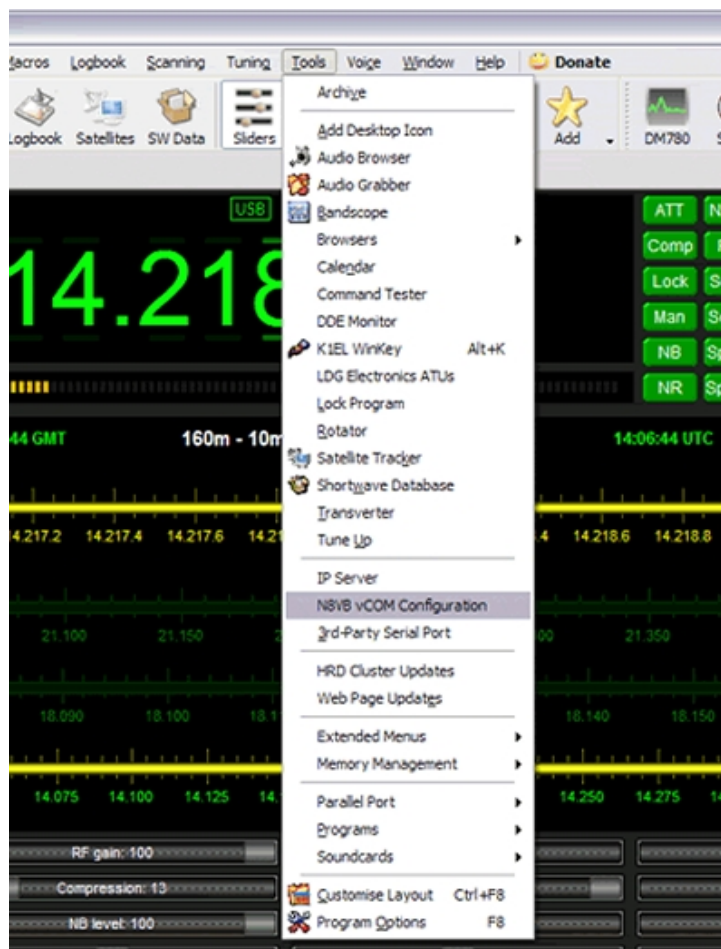 Logbook Scanning Tuning Tools Voice Window Help Donate
Logbook Satellites SW Data Sliders Add DM780
Archive
Add Desktop Icon
Audio Browser
Audio Grabber
Bandscope
Browsers
Calendar
Command Tester
DDE Monitor
K1EL WinKey Alt+K
LDG Electronics ATUs
Lock Program
Rotator
Satellite Tracker
Shortwave Database
Transverter
Tune Up
IP Server
N8VB vCOM Configuration
3rd-Party Serial Port
HRD Cluster Updates
Web Page Updates
Extended Menus
Memory Management
Parallel Port
Programs
Soundcards
Customise Layout Ctrl+F8
Program Options F8
USB
14.218
ATT
Comp
Lock
Man
NB
NR
44 GMT 160m - 10m 14:06:44 UTC
14.217.2 14.217.4 14.217.6 14.218.6 14.218.8
21.100 21.150 21.350
18.090 18.100 18.140 18.150
14.075 14.100 14.125 14.250 14.275
RF gain: 100
Compression: 13
NB level: 100